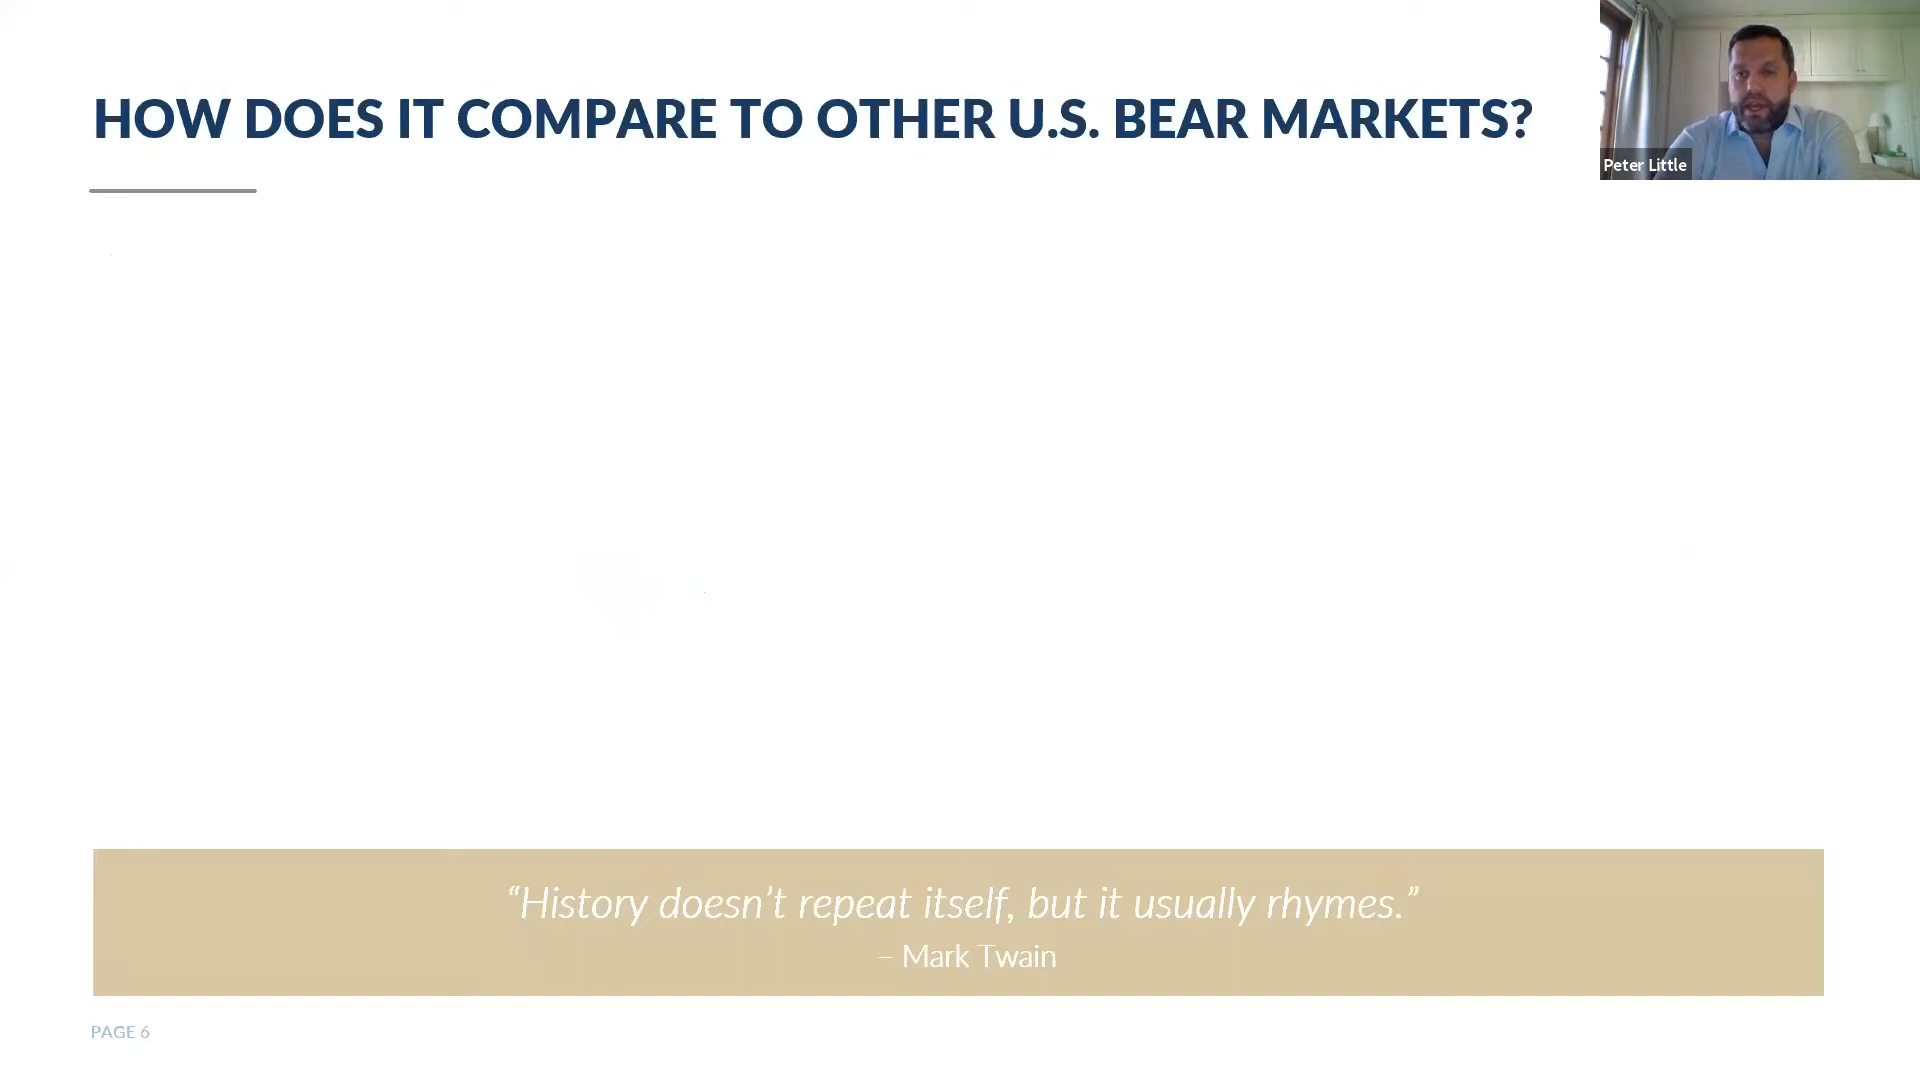 HOW DOES IT COMPARE TO OTHER U.S. BEAR MARKETS?
Peter Little
“History doesn’t repeat itself, but it usually rhymes.”
– Mark Twain
PAGE 6